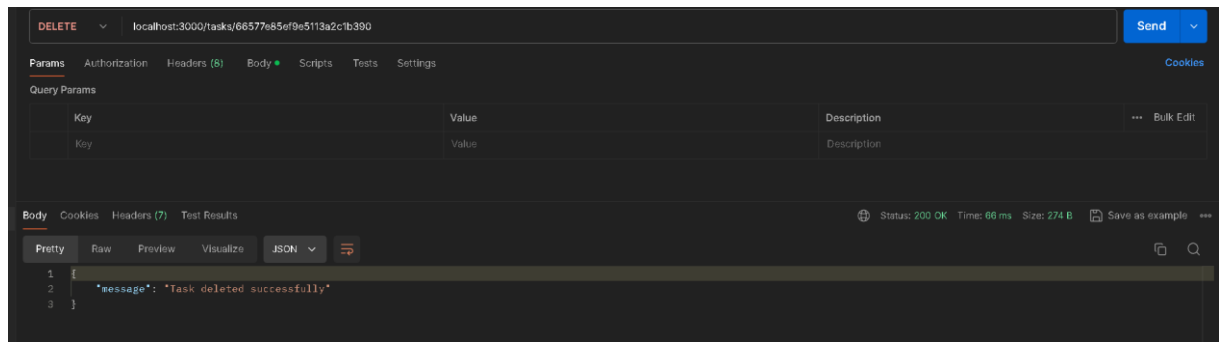 DELETE localhost:3000/tasks/66577e85ef9e5113a2c1b390 Send
Params Authorization Headers (8) Body Scripts Tests Settings Cookies
Query Params
Key Value Description ••• Bulk Edit
Key Value Description
Body Cookies Headers (7) Test Results Status: 200 OK Time: 66 ms Size: 274 B Save as example •••
Pretty Raw Preview Visualize JSON
1 {
2 "message": "Task deleted successfully"
3 }